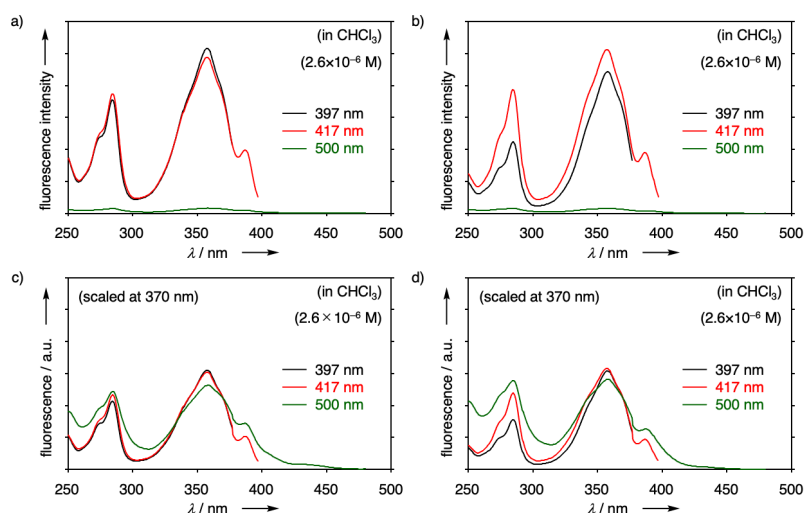 a)
(in CHCl₃)
(2.6×10⁻⁶ M)
397 nm
417 nm
500 nm
fluorescence intensity
250 300 350 400 450 500
λ / nm
b)
(in CHCl₃)
(2.6×10⁻⁶ M)
397 nm
417 nm
500 nm
fluorescence intensity
250 300 350 400 450 500
λ / nm
c)
(scaled at 370 nm)
(in CHCl₃)
(2.6×10⁻⁶ M)
397 nm
417 nm
500 nm
fluorescence / a.u.
250 300 350 400 450 500
λ / nm
d)
(scaled at 370 nm)
(in CHCl₃)
(2.6×10⁻⁶ M)
397 nm
417 nm
500 nm
fluorescence / a.u.
250 300 350 400 450 500
λ / nm